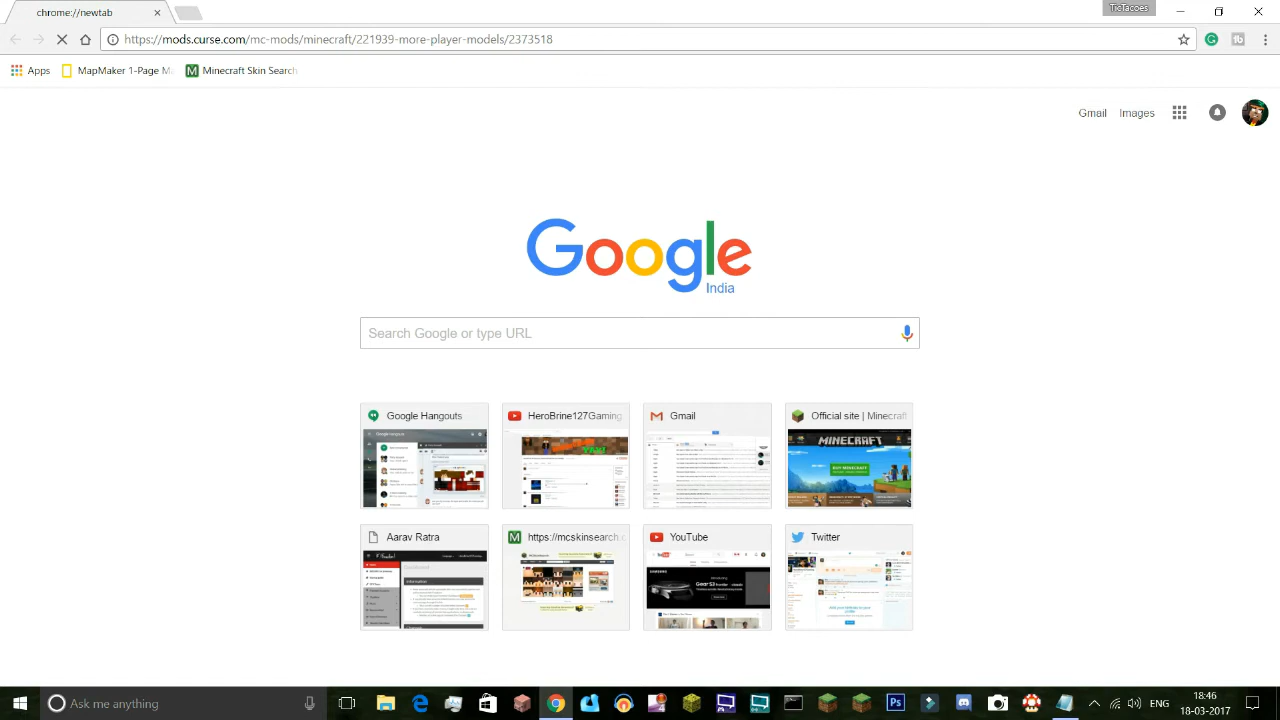 chrome://newtab
TicTacoes
https://mods.curse.com/mc-mods/minecraft/221939-more-player-models/2373518
Apps MapMaker 1-Page M Minecraft Skin Search
Gmail Images
Google
India
Search Google or type URL
Google Hangouts HeroBrine127Gaming Gmail Official site | Minecraft
MINECRAFT
Aarav Ratra https://mcskinsearch.c YouTube Twitter
Gear S3
Ask me anything
ENG
18:46
18-03-2017